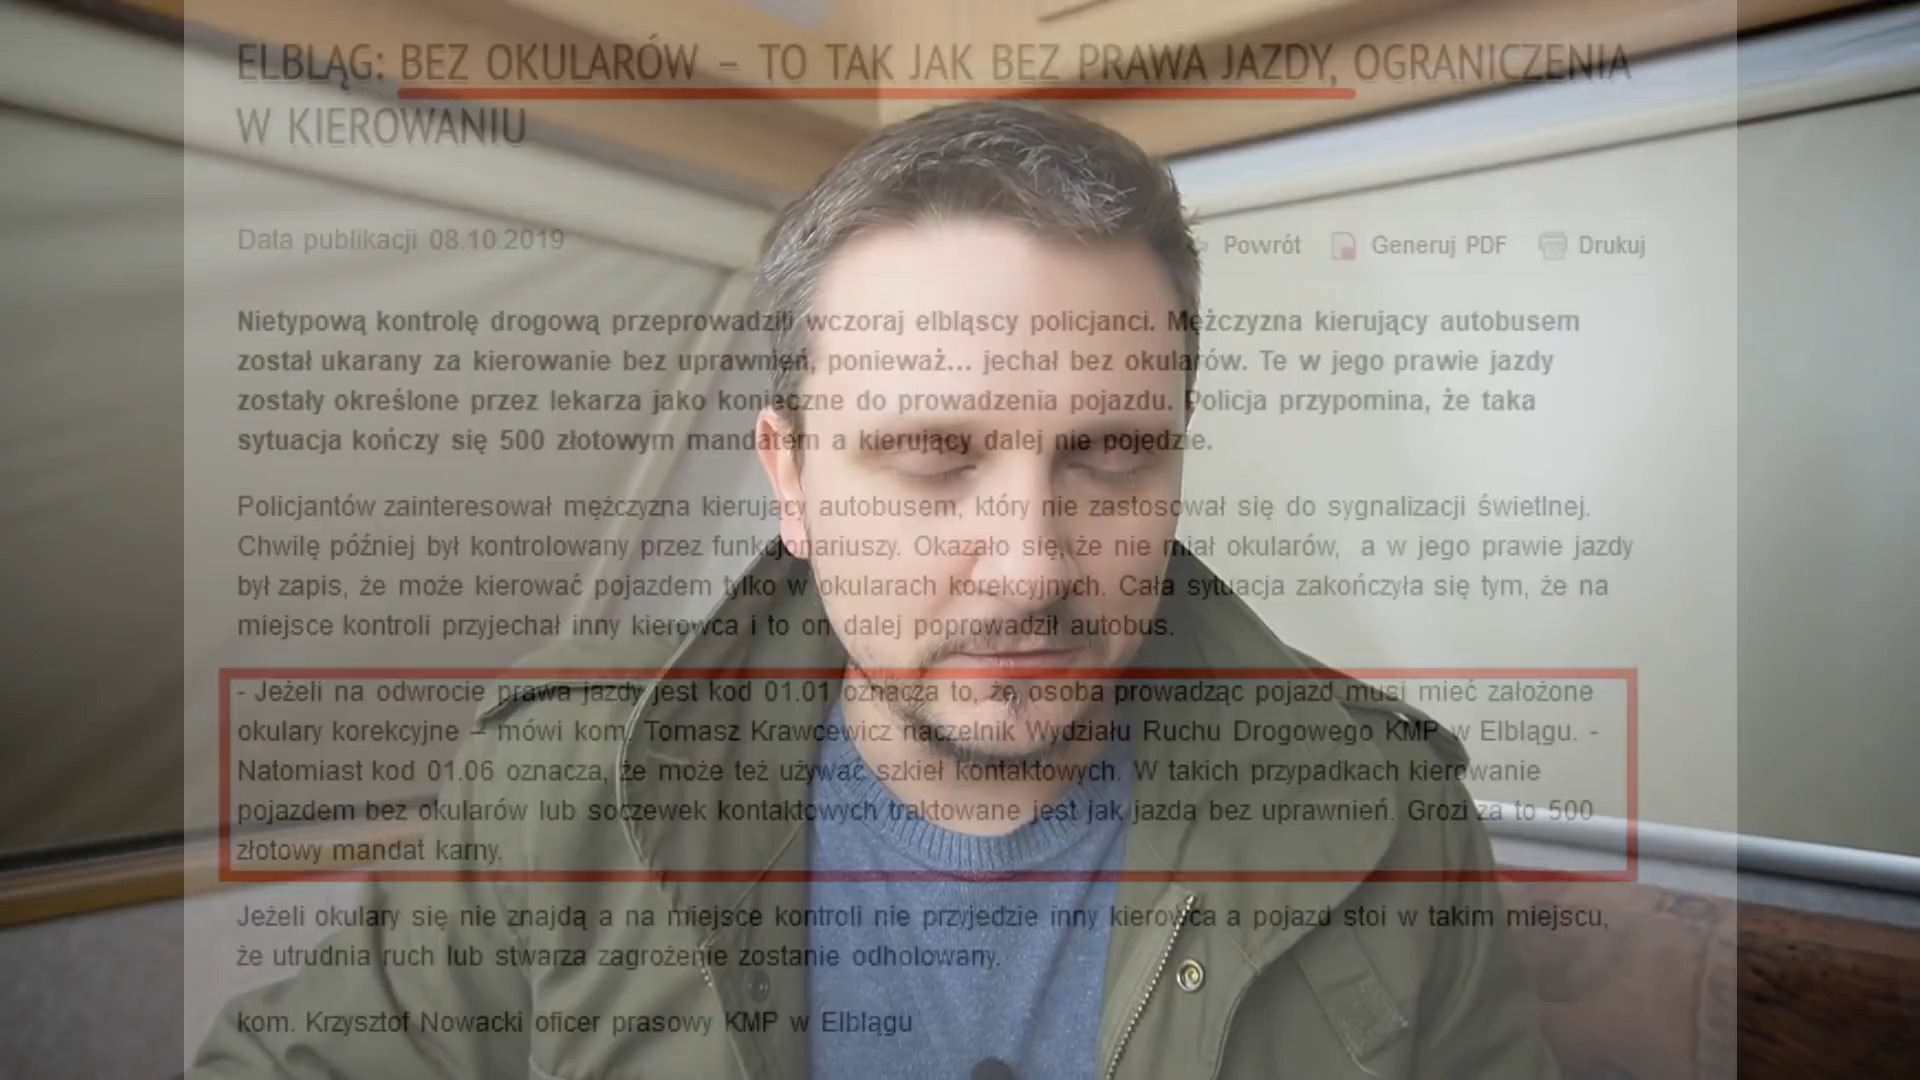 ELBLĄG: BEZ OKULARÓW – TO TAK JAK BEZ PRAWA JAZDY, OGRANICZENIA
W KIEROWANIU
Data publikacji 08.10.2019
Powrót Generuj PDF Drukuj
Nietypową kontrolę drogową przeprowadzili wczoraj elbląscy policjanci. Mężczyzna kierujący autobusem
został ukarany za kierowanie bez uprawnień, ponieważ... jechał bez okularów. Te w jego prawie jazdy
zostały określone przez lekarza jako konieczne do prowadzenia pojazdu. Policja przypomina, że taka
sytuacja kończy się 500 złotowym mandatem a kierujący dalej nie pojedzie.
Policjantów zainteresował mężczyzna kierujący autobusem, który nie zastosował się do sygnalizacji świetlnej.
Chwilę później był kontrolowany przez funkcjonariuszy. Okazało się, że nie miał okularów, a w jego prawie jazdy
był zapis, że może kierować pojazdem tylko w okularach korekcyjnych. Cała sytuacja zakończyła się tym, że na
miejsce kontroli przyjechał inny kierowca i to on dalej poprowadził autobus.
- Jeżeli na odwrocie prawa jazdy jest kod 01.01 oznacza to, że osoba prowadząc pojazd musi mieć założone
okulary korekcyjne – mówi kom. Tomasz Krawcewicz naczelnik Wydziału Ruchu Drogowego KMP w Elblągu. -
Natomiast kod 01.06 oznacza, że może też używać szkieł kontaktowych. W takich przypadkach kierowanie
pojazdem bez okularów lub soczewek kontaktowych traktowane jest jak jazda bez uprawnień. Grozi za to 500
złotowy mandat karny.
Jeżeli okulary się nie znajdą a na miejsce kontroli nie przyjedzie inny kierowca a pojazd stoi w takim miejscu,
że utrudnia ruch lub stwarza zagrożenie zostanie odholowany.
kom. Krzysztof Nowacki oficer prasowy KMP w Elblągu